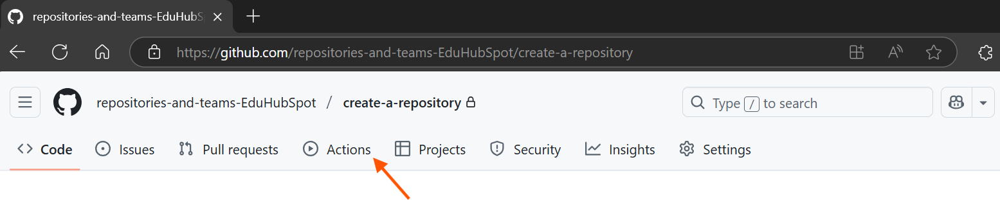 repositories-and-teams-EduHubS
https://github.com/repositories-and-teams-EduHubSpot/create-a-repository
repositories-and-teams-EduHubSpot / create-a-repository Type / to search
Code Issues Pull requests Actions Projects Security Insights Settings